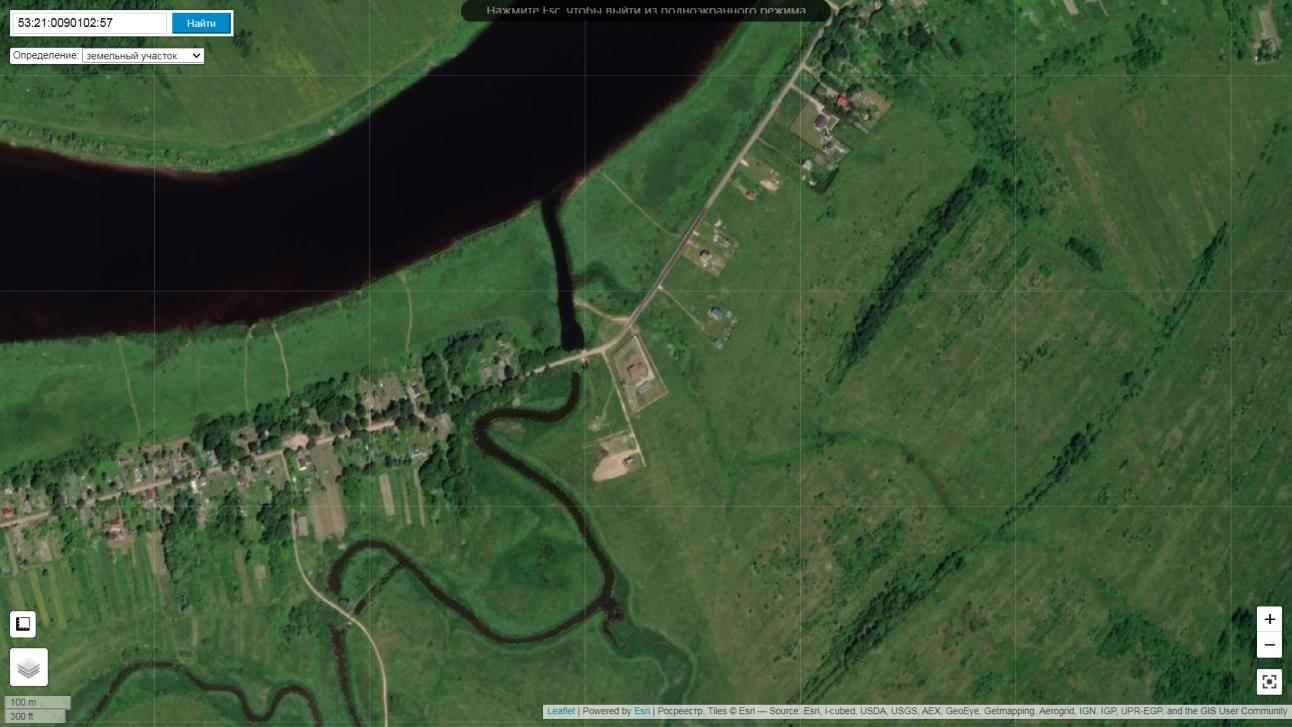 Нажмите Esc, чтобы выйти из полноэкранного режима
53:21:0090102:57
Найти
Определение: земельный участок
+
−
100 m
300 ft
Leaflet | Powered by Esri | Росреестр, Tiles © Esri — Source: Esri, i-cubed, USDA, USGS, AEX, GeoEye, Getmapping, Aerogrid, IGN, IGP, UPR-EGP, and the GIS User Community